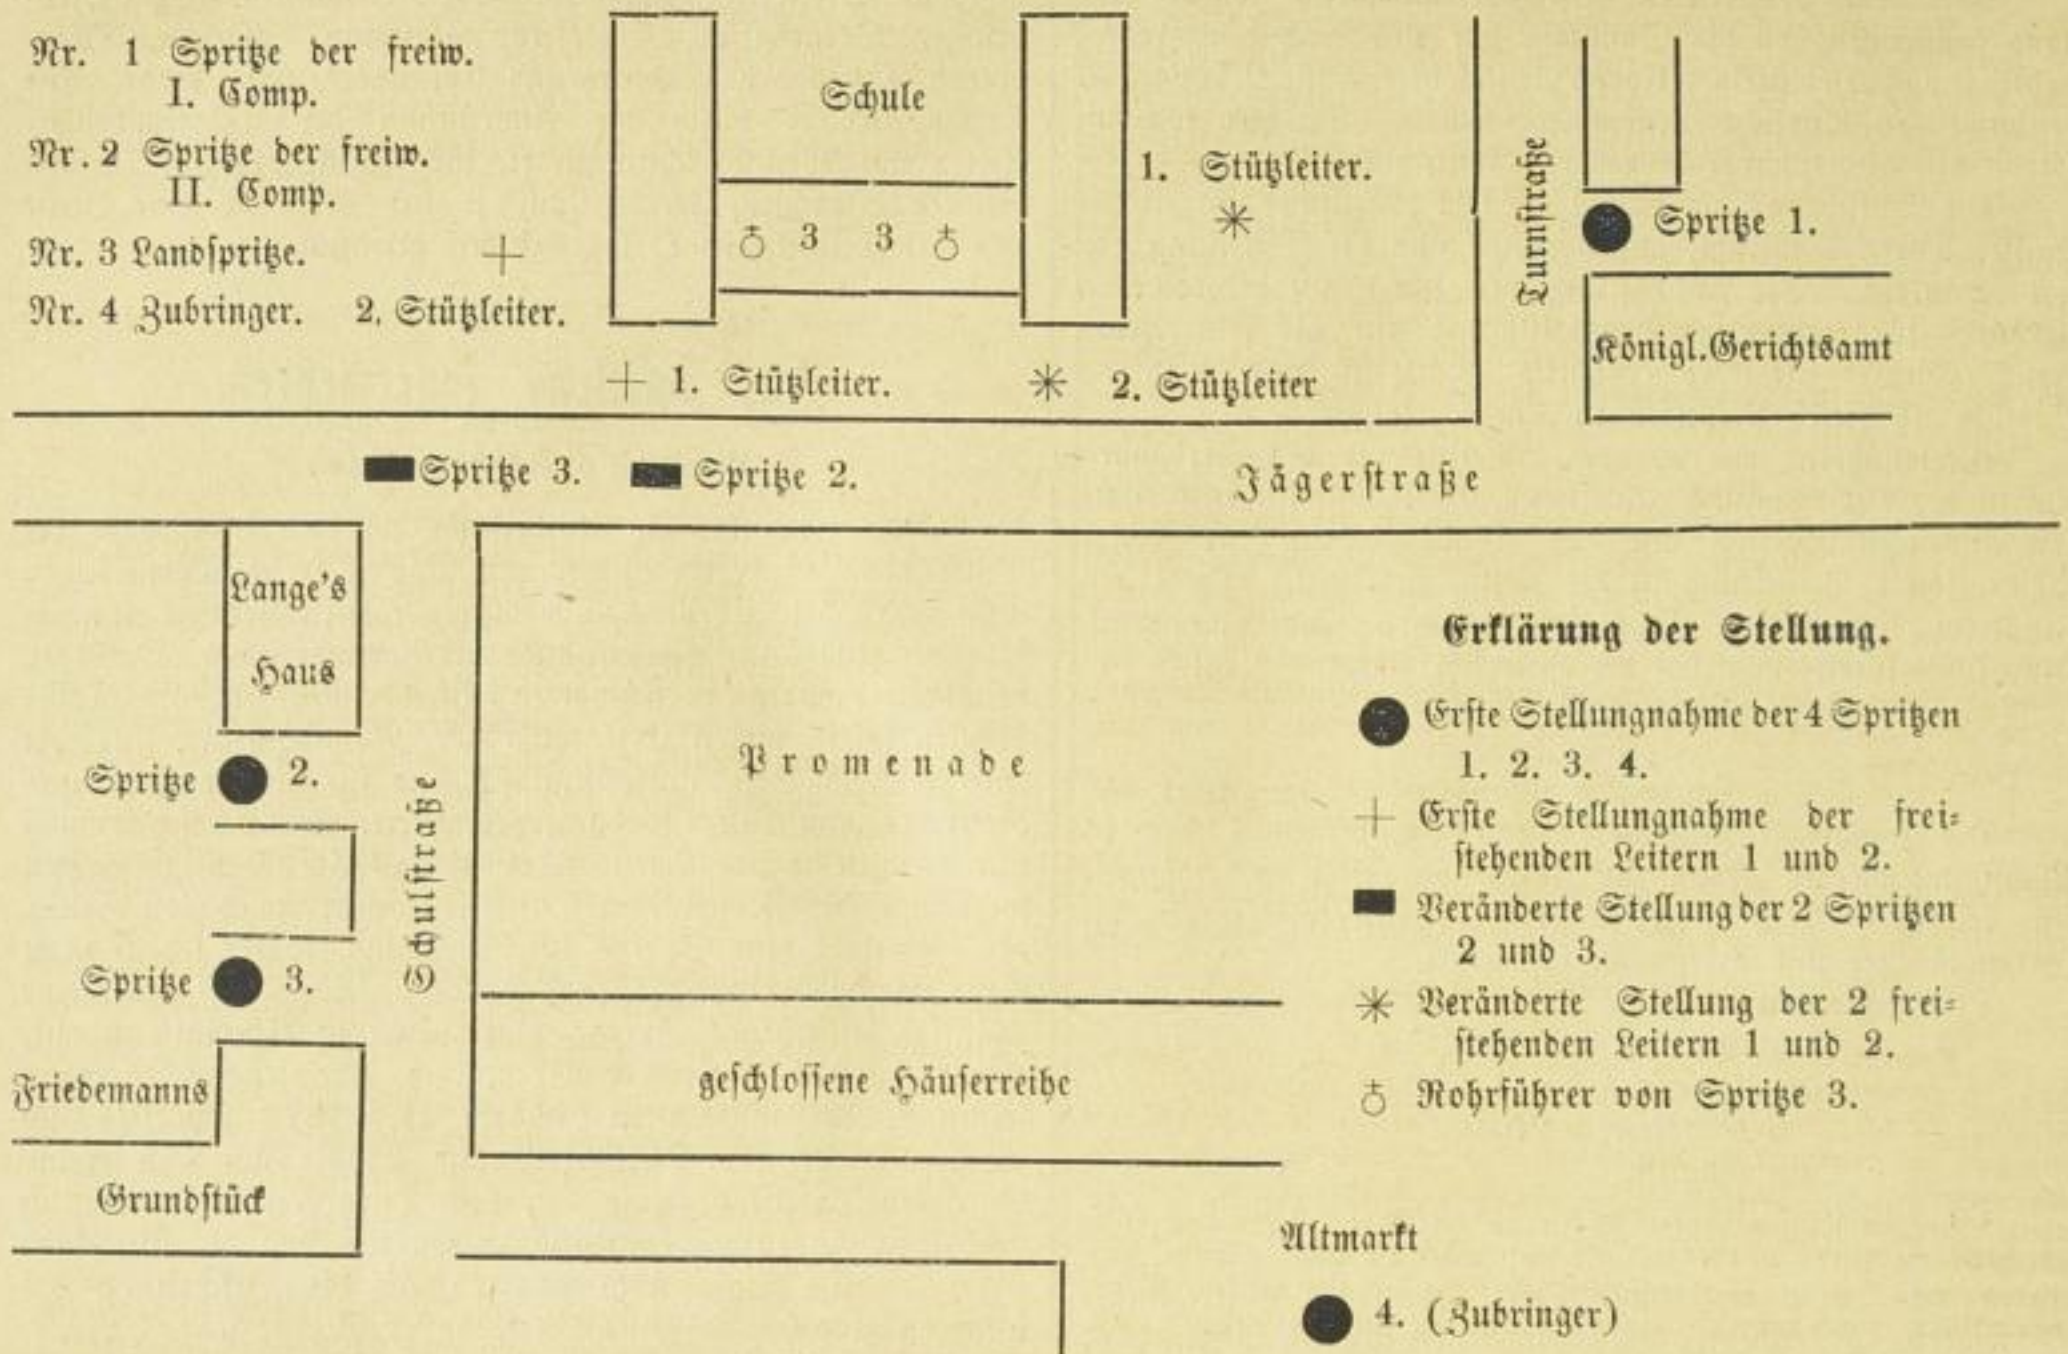 Nr. 1 Spritze der freiw.
I. Comp.
Nr. 2 Spritze der freiw.
II. Comp.
Nr. 3 Landspritze.
Nr. 4 Zubringer.
2. Stützleiter.
Schule
3 3
1. Stützleiter.
1. Stützleiter.
2. Stützleiter
Turnstraße
Spritze 1.
Königl. Gerichtsamt
Spritze 3.
Spritze 2.
Jägerstraße
Lange's
Haus
Spritze 2.
Spritze 3.
Schulstraße
Friedemanns
Grundstück
Promenade
geschlossene Häuserreihe
Erklärung der Stellung.
Erste Stellungnahme der 4 Spritzen
1. 2. 3. 4.
Erste Stellungnahme der frei=
stehenden Leitern 1 und 2.
Veränderte Stellung der 2 Spritzen
2 und 3.
Veränderte Stellung der 2 frei=
stehenden Leitern 1 und 2.
Rohrführer von Spritze 3.
Altmarkt
4. (Zubringer)